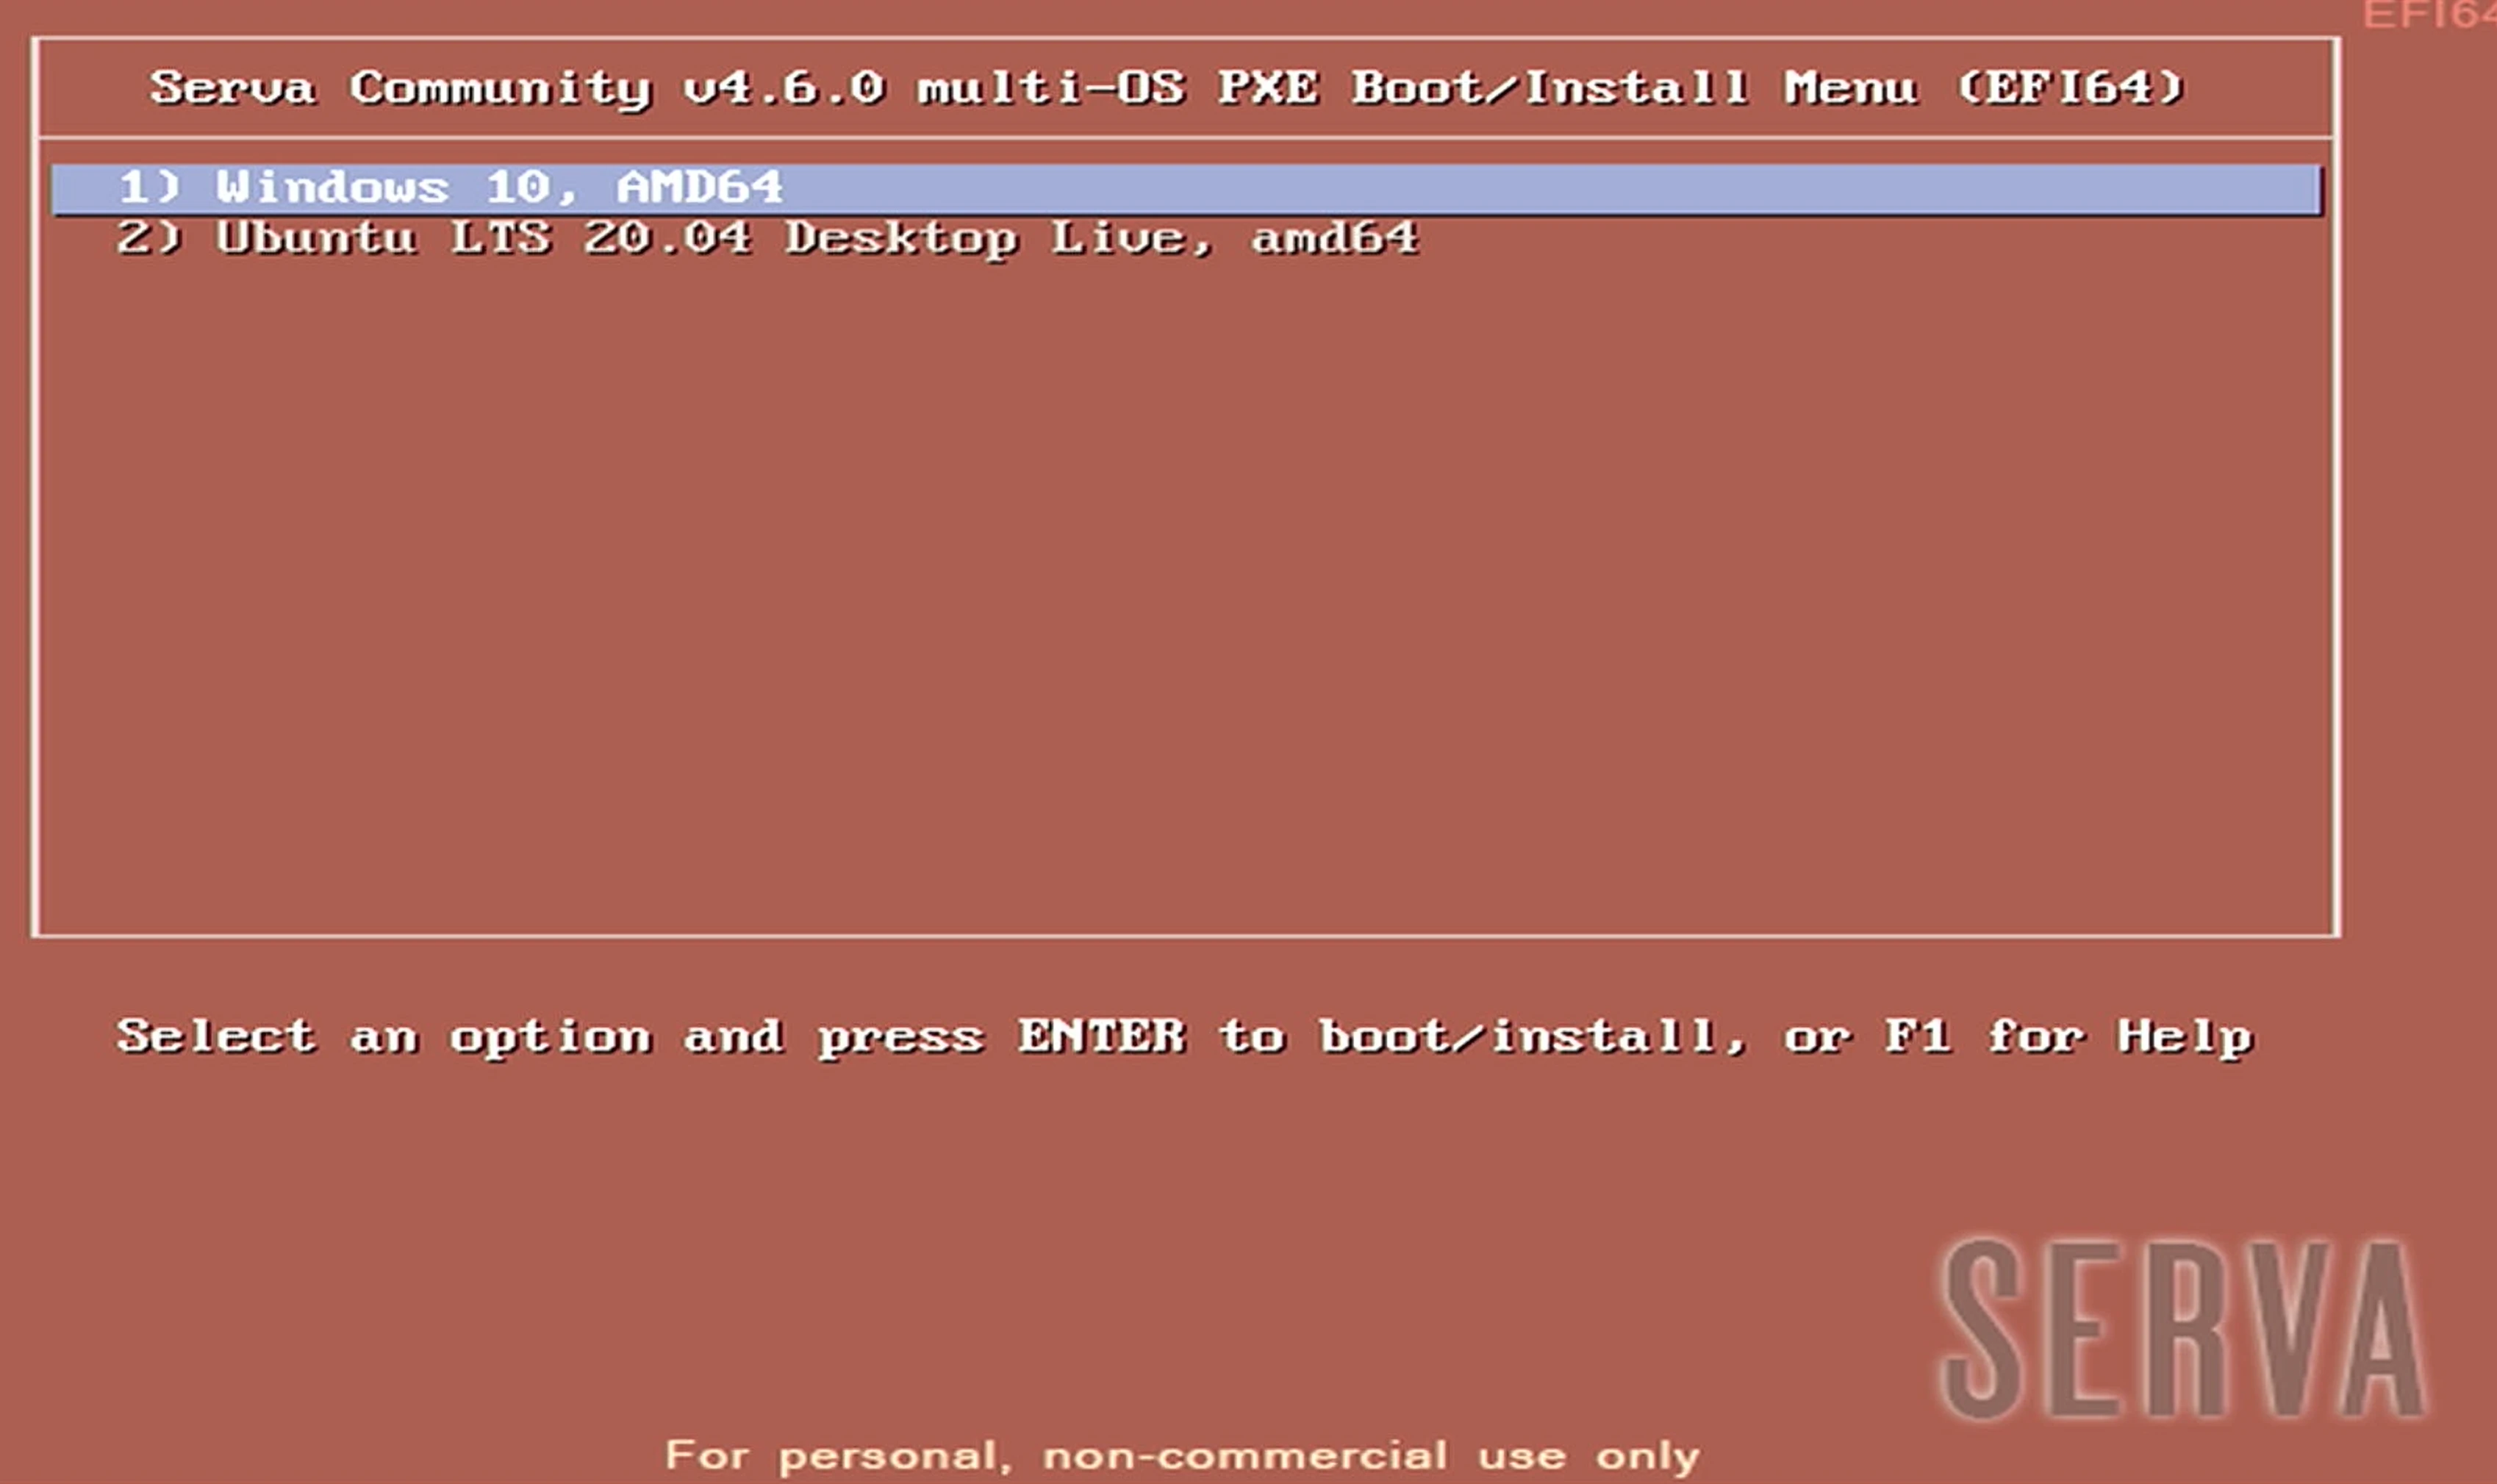 EFI64
Serva Community v4.6.0 multi-OS PXE Boot/Install Menu (EFI64)
1) Windows 10, AMD64
2) Ubuntu LTS 20.04 Desktop Live, amd64
Select an option and press ENTER to boot/install, or F1 for Help
SERVA
For personal, non-commercial use only